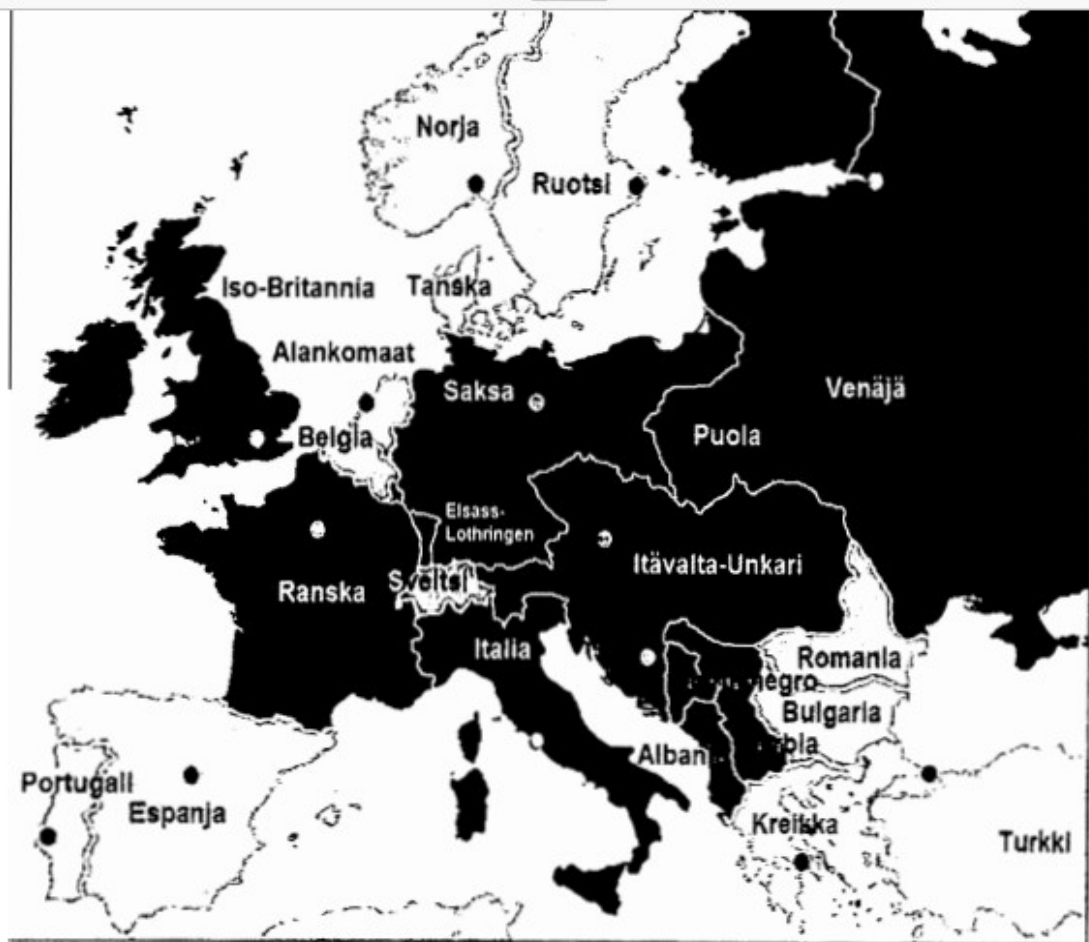 Norja
Ruotsi
Iso-Britannia
Tanska
Alankomaat
Saksa
Venäjä
Belgia
Puola
Elsass-
Lothringen
Itävalta-Unkari
Sveitsi
Ranska
Italia
Romania
Bulgaria
Portugali
Espanja
Kreikka
Turkki